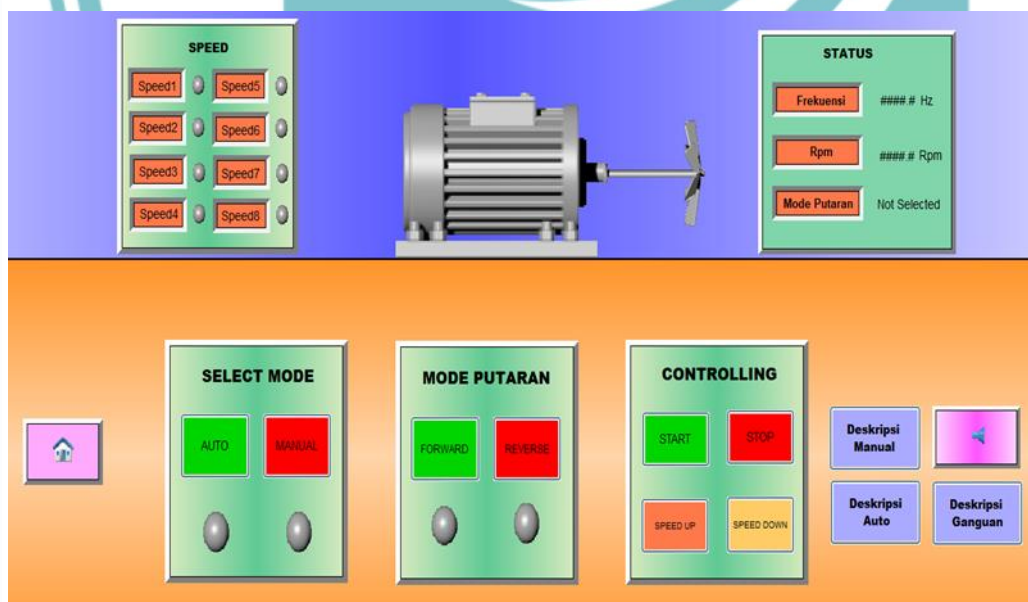 SPEED
Speed1
Speed5
Speed2
Speed6
Speed3
Speed7
Speed4
Speed8
STATUS
Frekuensi
####.# Hz
Rpm
####.# Rpm
Mode Putaran
Not Selected
SELECT MODE
AUTO
MANUAL
MODE PUTARAN
FORWARD
REVERSE
CONTROLLING
START
STOP
SPEED UP
SPEED DOWN
Deskripsi
Manual
Deskripsi
Auto
Deskripsi
Ganguan